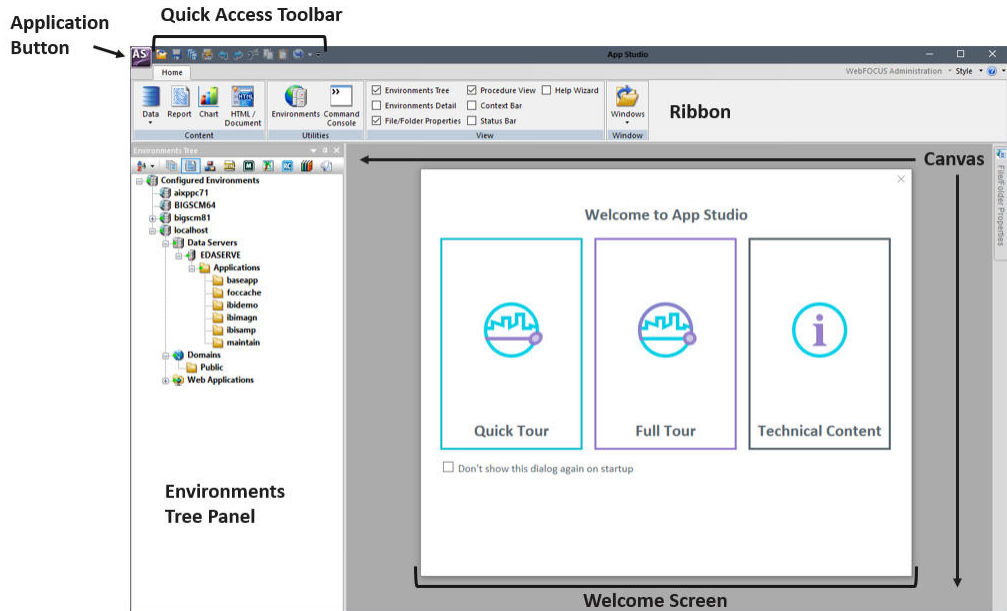 Quick Access Toolbar
Application
Button
AS
App Studio
Home
WebFOCUS Administration
Style
Data
Report
Chart
HTML /
Document
Content
Environments
Command
Console
Utilities
Environments Tree
Environments Detail
File/Folder Properties
Procedure View
Context Bar
Status Bar
Help Wizard
View
Windows
Window
Ribbon
Environments Tree
Configured Environments
aixppc71
BIGSCM64
bigscm81
localhost
Data Servers
EDASERVE
Applications
baseapp
foccache
ibidemo
ibimagn
ibisamp
maintain
Domains
Public
Web Applications
Environments
Tree Panel
Canvas
File/Folder Properties
Welcome to App Studio
Quick Tour
Full Tour
Technical Content
Don't show this dialog again on startup
Welcome Screen